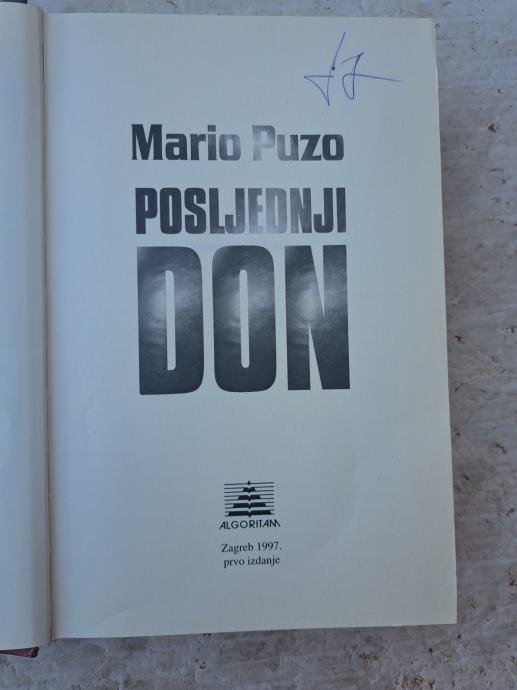 Mario Puzo
POSLJEDNJI
DON
ALGORITAM
Zagreb 1997.
prvo izdanje